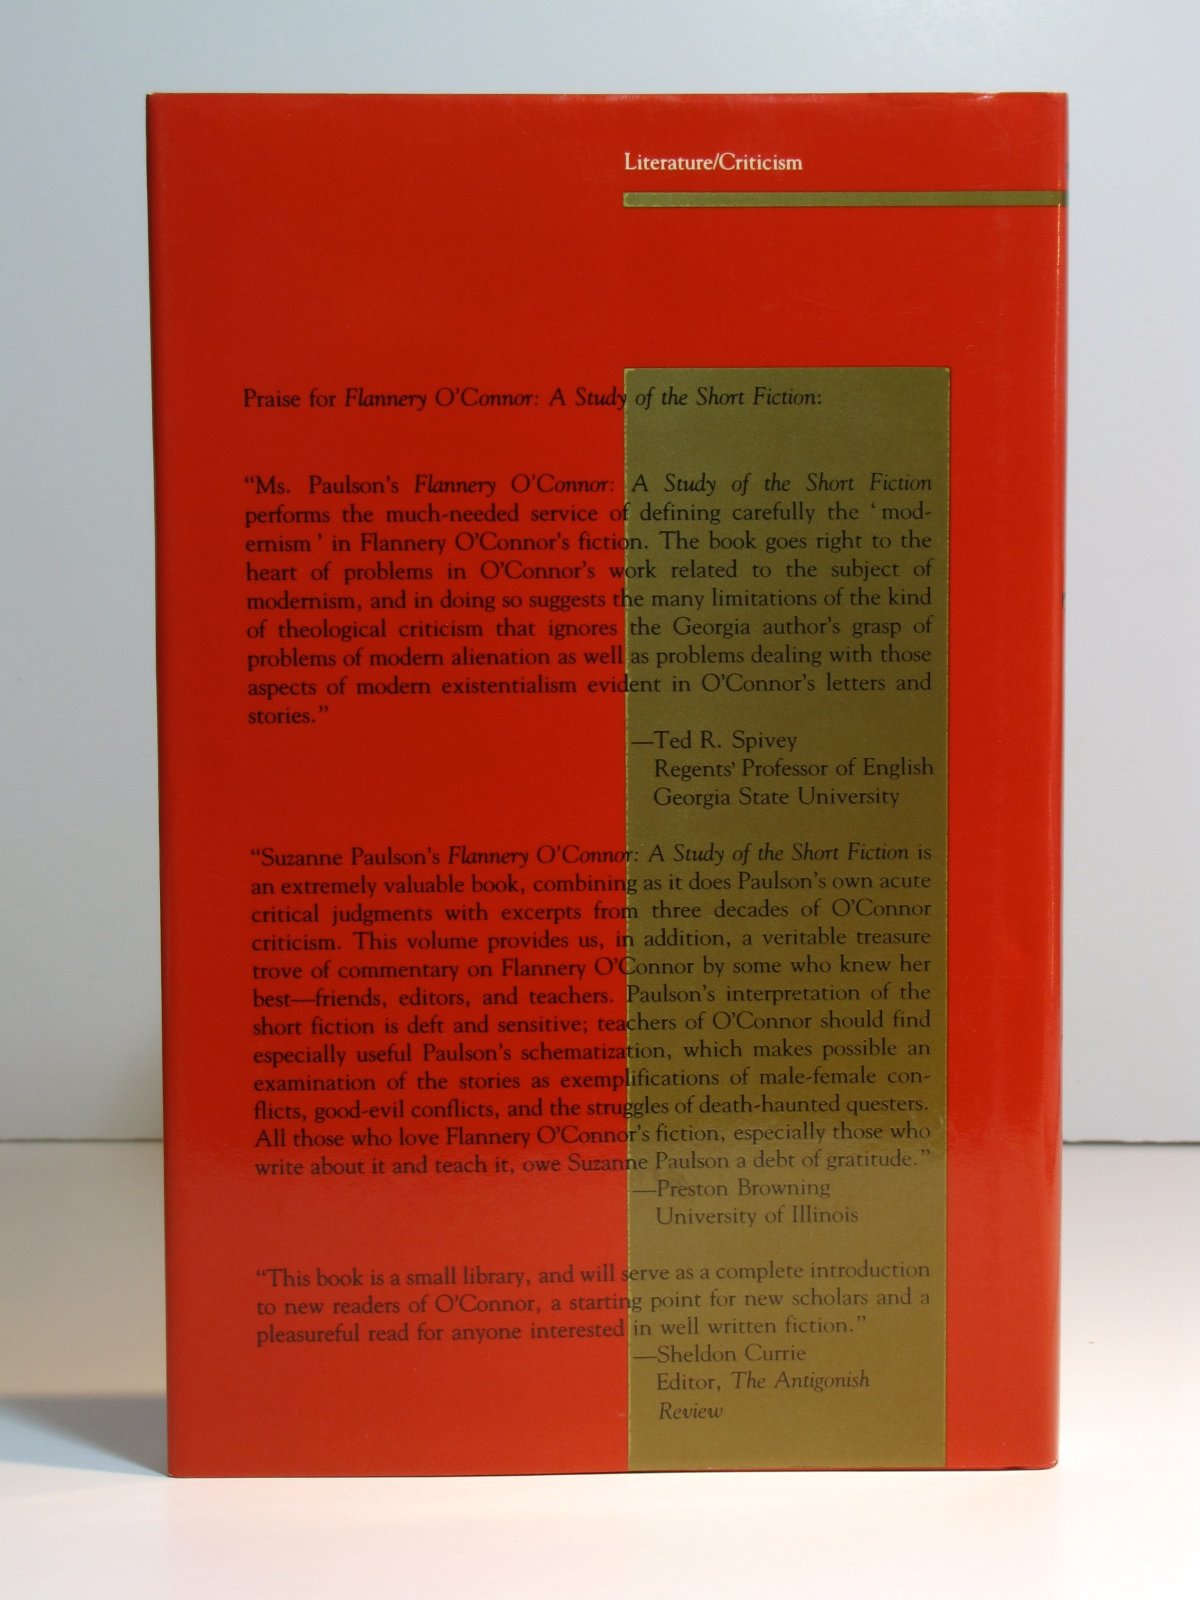 Literature/Criticism
Praise for Flannery O'Connor: A Study of the Short Fiction:
“Ms. Paulson's Flannery O'Connor: A Study of the Short Fiction
performs the much-needed service of defining carefully the ‘mod-
ernism’ in Flannery O'Connor's fiction. The book goes right to the
heart of problems in O'Connor's work related to the subject of
modernism, and in doing so suggests the many limitations of the kind
of theological criticism that ignores the Georgia author's grasp of
problems of modern alienation as well as problems dealing with those
aspects of modern existentialism evident in O'Connor's letters and
stories.”
—Ted R. Spivey
Regents' Professor of English
Georgia State University
“Suzanne Paulson's Flannery O'Connor: A Study of the Short Fiction is
an extremely valuable book, combining as it does Paulson's own acute
critical judgments with excerpts from three decades of O'Connor
criticism. This volume provides us, in addition, a veritable treasure
trove of commentary on Flannery O'Connor by some who knew her
best—friends, editors, and teachers. Paulson's interpretation of the
short fiction is deft and sensitive; teachers of O'Connor should find
especially useful Paulson's schematization, which makes possible an
examination of the stories as exemplifications of male-female con-
flicts, good-evil conflicts, and the struggles of death-haunted questers.
All those who love Flannery O'Connor's fiction, especially those who
write about it and teach it, owe Suzanne Paulson a debt of gratitude.”
—Preston Browning
University of Illinois
“This book is a small library, and will serve as a complete introduction
to new readers of O'Connor, a starting point for new scholars and a
pleasureful read for anyone interested in well written fiction.”
—Sheldon Currie
Editor, The Antigonish
Review